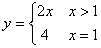 y = { 2x  x > 1
4  x = 1